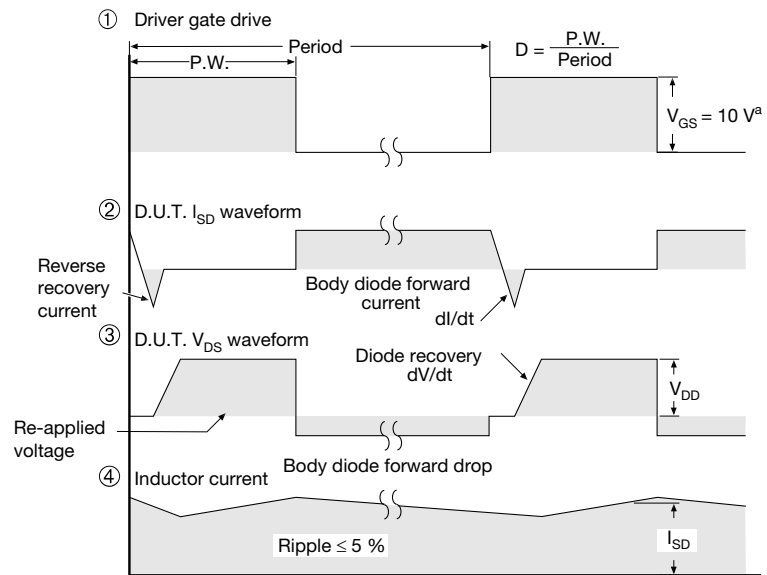 ① Driver gate drive
Period
P.W.
D = P.W. / Period
V_GS = 10 V^a
② D.U.T. I_SD waveform
Reverse
recovery
current
Body diode forward
current
dI/dt
③ D.U.T. V_DS waveform
Diode recovery
dV/dt
V_DD
Re-applied
voltage
Body diode forward drop
④ Inductor current
Ripple ≤ 5 %
I_SD